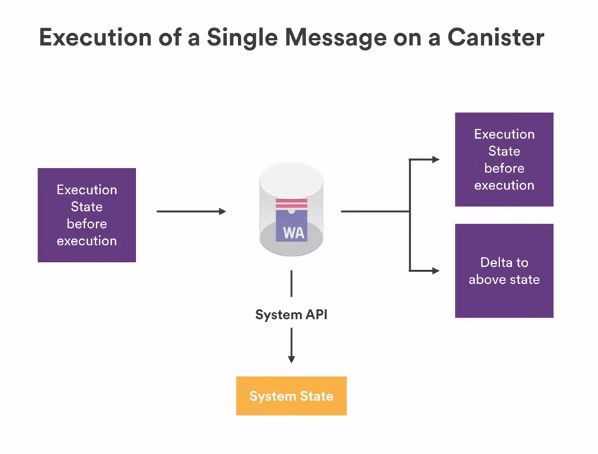 Execution of a Single Message on a Canister
Execution
State
before
execution
WA
Execution
State
before
execution
Delta to
above state
System API
System State